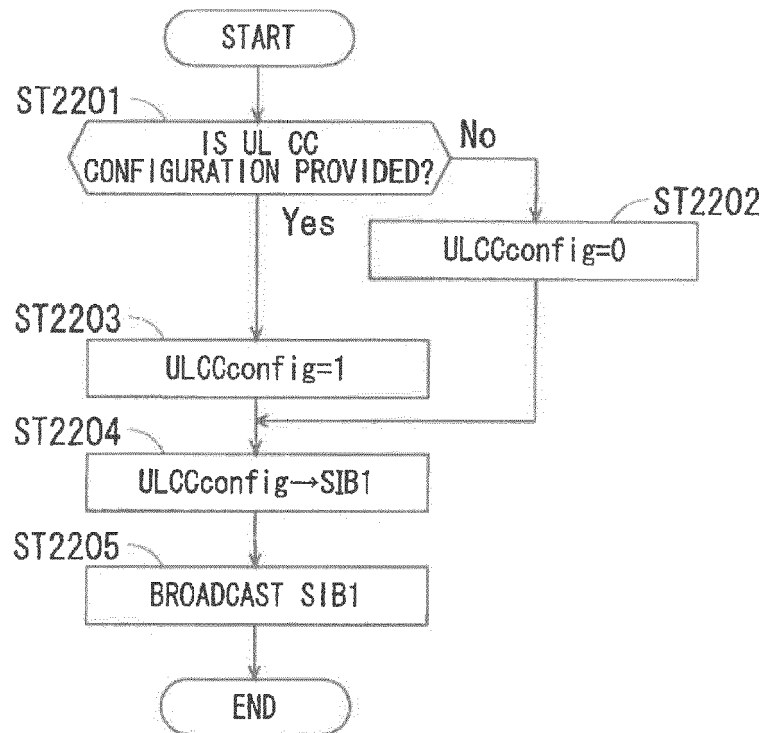 START
ST2201
IS UL CC
CONFIGURATION PROVIDED?
No
Yes
ST2202
ULCCconfig=0
ST2203
ULCCconfig=1
ST2204
ULCCconfig→SIB1
ST2205
BROADCAST SIB1
END